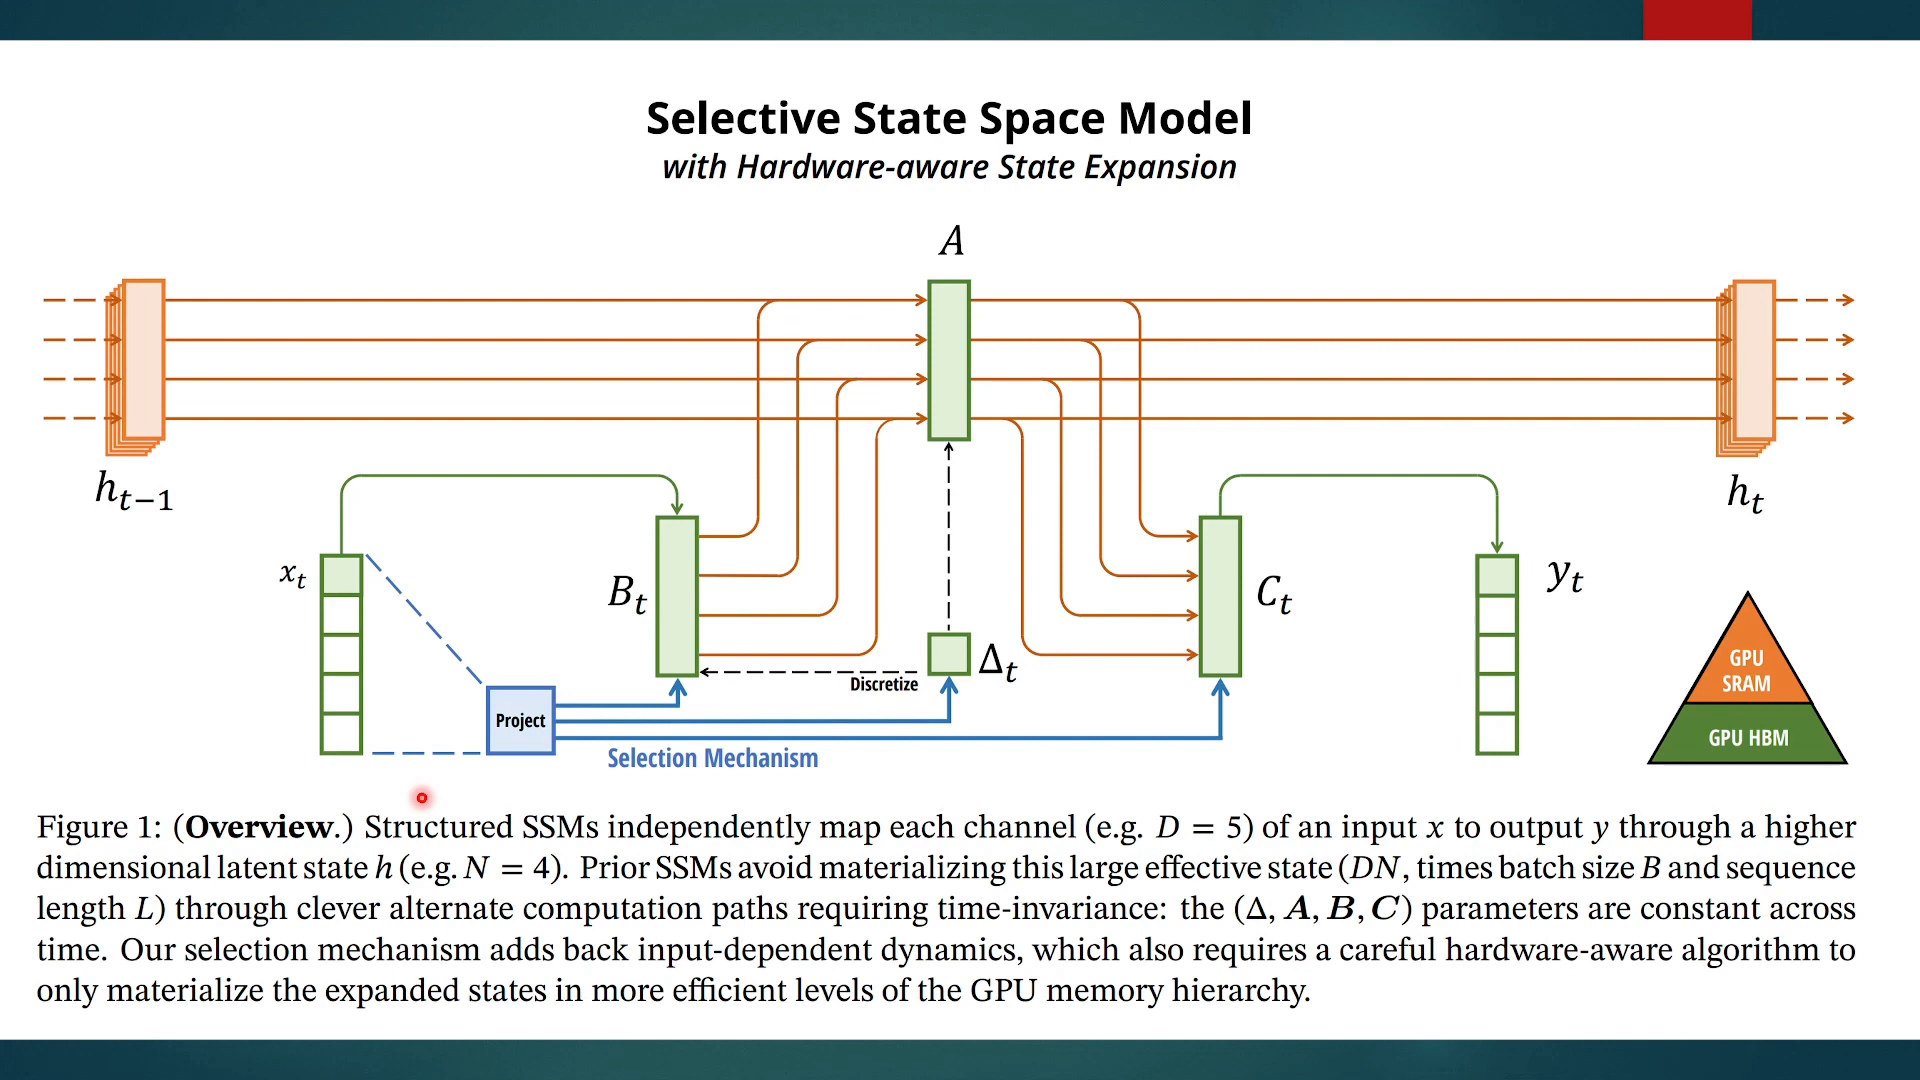 Selective State Space Model
with Hardware-aware State Expansion
A
h_{t−1}
h_t
x_t
B_t
Δ_t
C_t
y_t
Discretize
Project
Selection Mechanism
GPU
SRAM
GPU HBM
Figure 1: (Overview.) Structured SSMs independently map each channel (e.g. D = 5) of an input x to output y through a higher
dimensional latent state h (e.g. N = 4). Prior SSMs avoid materializing this large effective state (DN, times batch size B and sequence
length L) through clever alternate computation paths requiring time-invariance: the (Δ, A, B, C) parameters are constant across
time. Our selection mechanism adds back input-dependent dynamics, which also requires a careful hardware-aware algorithm to
only materialize the expanded states in more efficient levels of the GPU memory hierarchy.